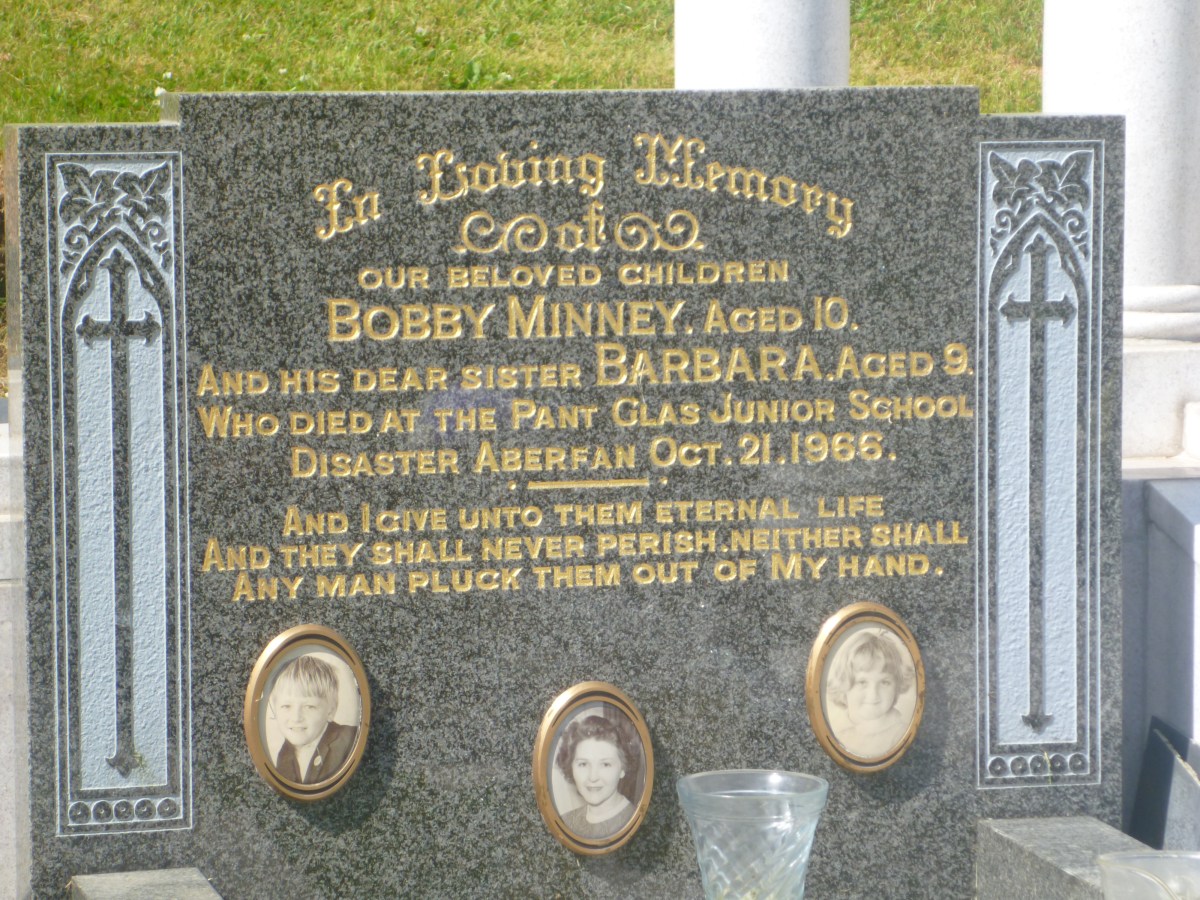 In Loving Memory
of
OUR BELOVED CHILDREN
BOBBY MINNEY. AGED 10.
AND HIS DEAR SISTER BARBARA. AGED 9.
WHO DIED AT THE PANT GLAS JUNIOR SCHOOL
DISASTER ABERFAN OCT. 21. 1966.
AND I GIVE UNTO THEM ETERNAL LIFE
AND THEY SHALL NEVER PERISH. NEITHER SHALL
ANY MAN PLUCK THEM OUT OF MY HAND.